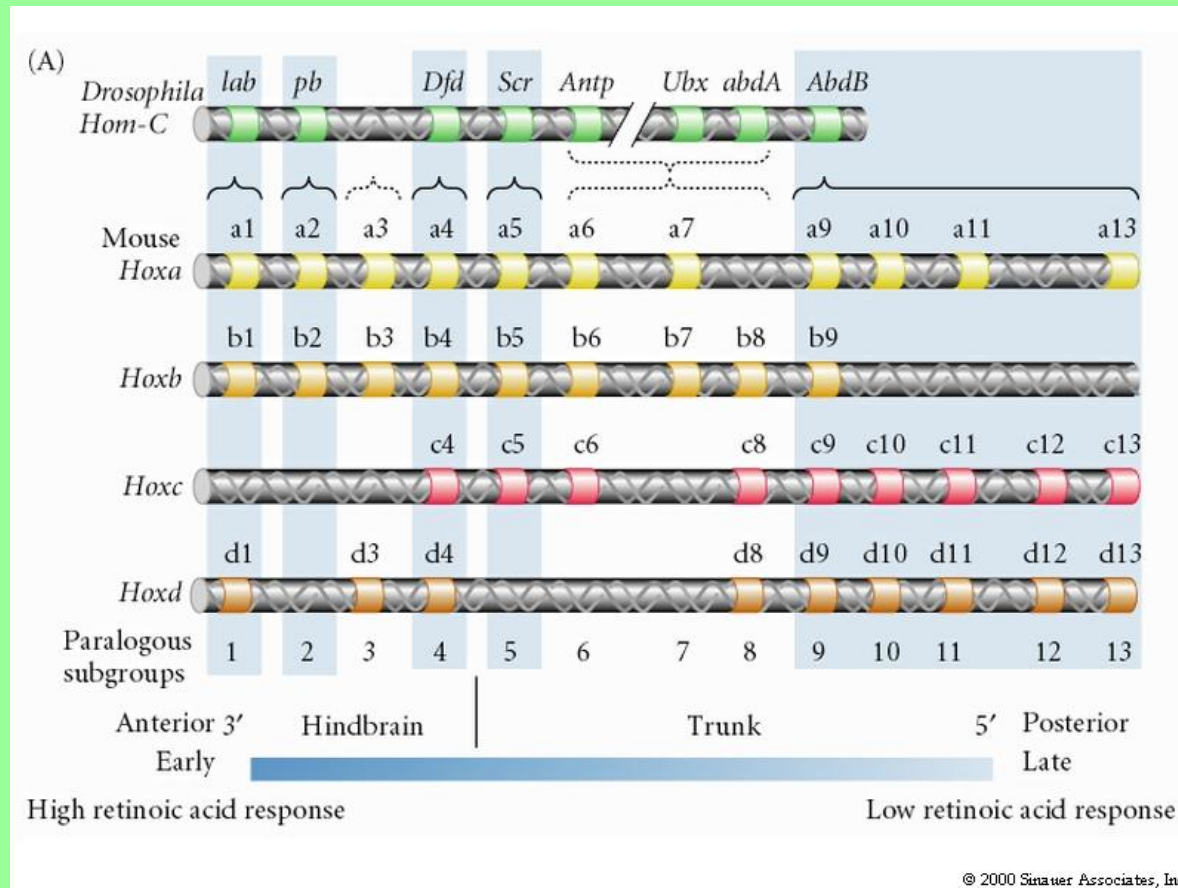 (A)
lab pb Dfd Scr Antp Ubx abdA AbdB
Drosophila
Hom-C
a1 a2 a3 a4 a5 a6 a7 a9 a10 a11 a13
Mouse
Hoxa
b1 b2 b3 b4 b5 b6 b7 b8 b9
Hoxb
c4 c5 c6 c8 c9 c10 c11 c12 c13
Hoxc
d1 d3 d4 d8 d9 d10 d11 d12 d13
Hoxd
Paralogous
subgroups
1 2 3 4 5 6 7 8 9 10 11 12 13
Anterior 3′ Hindbrain Trunk 5′ Posterior
Early Late
High retinoic acid response Low retinoic acid response
© 2000 Sinauer Associates, In